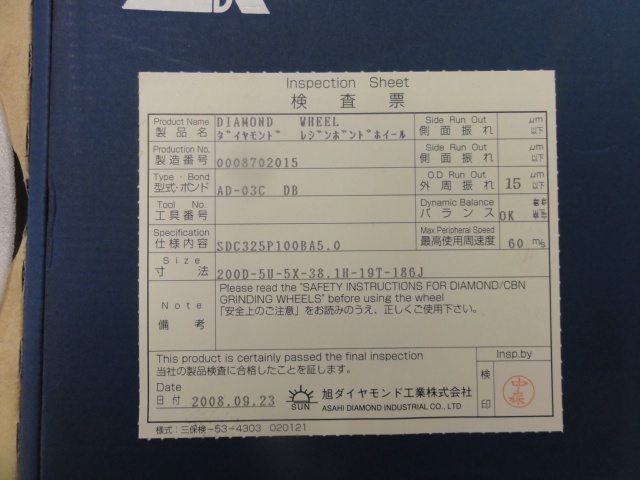 Inspection Sheet
検査票
Product Name DIAMOND WHEEL Side Run Out μm
製品名 ダイヤモンド レジンボンドホイール 側面振れ 以下
Production No. Side Run Out μm
製造番号 0008702015 側面振れ 以下
Type・Bond O.D Run Out μm
型式・ボンド AD-03C DB 外周振れ 15 以下
Tool No. Dynamic Balance
工具番号 バランス OK
Specification Max Peripheral Speed
仕様内容 SDC325P100BA5.0 最高使用周速度 60 m/s
Size
寸法 200D-5U-5X-38.1H-19T-186J
Note Please read the "SAFETY INSTRUCTIONS FOR DIAMOND/CBN
GRINDING WHEELS" before using the wheel
備考 「安全上のご注意」をお読みのうえ、正しくご使用下さい。
This product is certainly passed the final inspection Insp.by
当社の製品検査に合格したことを証します。
Date 検印
日付 2008.09.23 SUN 旭ダイヤモンド工業株式会社
ASAHI DIAMOND INDUSTRIAL CO., LTD
中森
様式:三保検-53-4303 020121